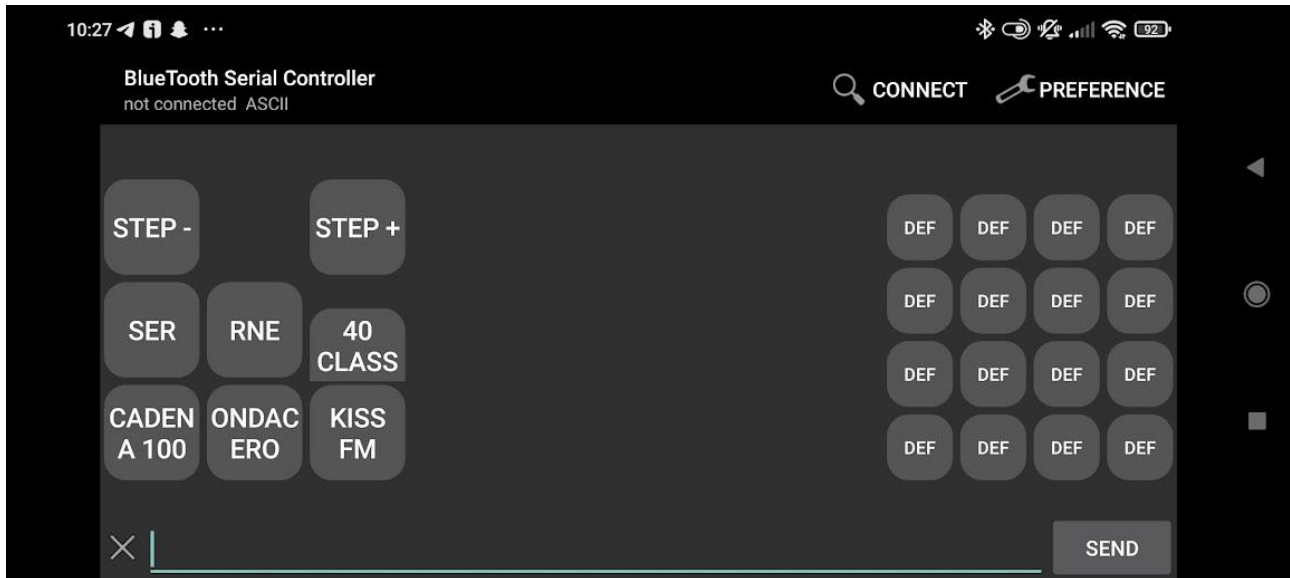 10:27
92
BlueTooth Serial Controller
not connected ASCII
CONNECT
PREFERENCE
STEP -
STEP +
DEF DEF DEF DEF
SER
RNE
40
CLASS
DEF DEF DEF DEF
DEF DEF DEF DEF
CADEN
A 100
ONDAC
ERO
KISS
FM
DEF DEF DEF DEF
SEND